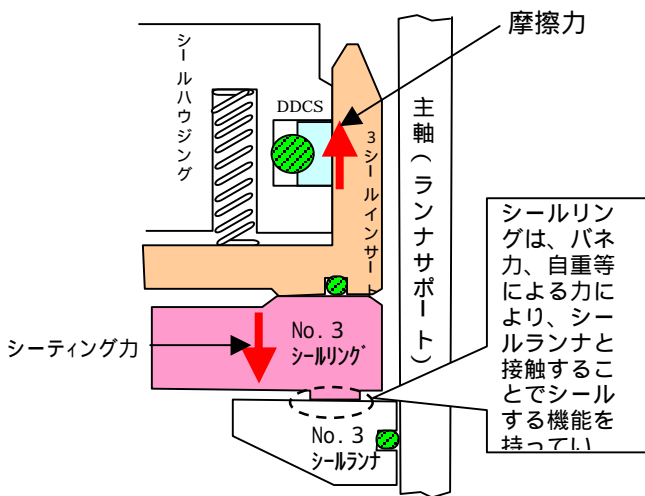 摩擦力
シールハウジング
DDCS
3シールインサート
主軸(ランナサポート)
シールリン
グは、バネ
力、自重等
による力に
より、シー
ルランナと
接触するこ
とでシール
する機能を
持ってい
シーティング力
No.3
シールリング
No.3
シールランナ